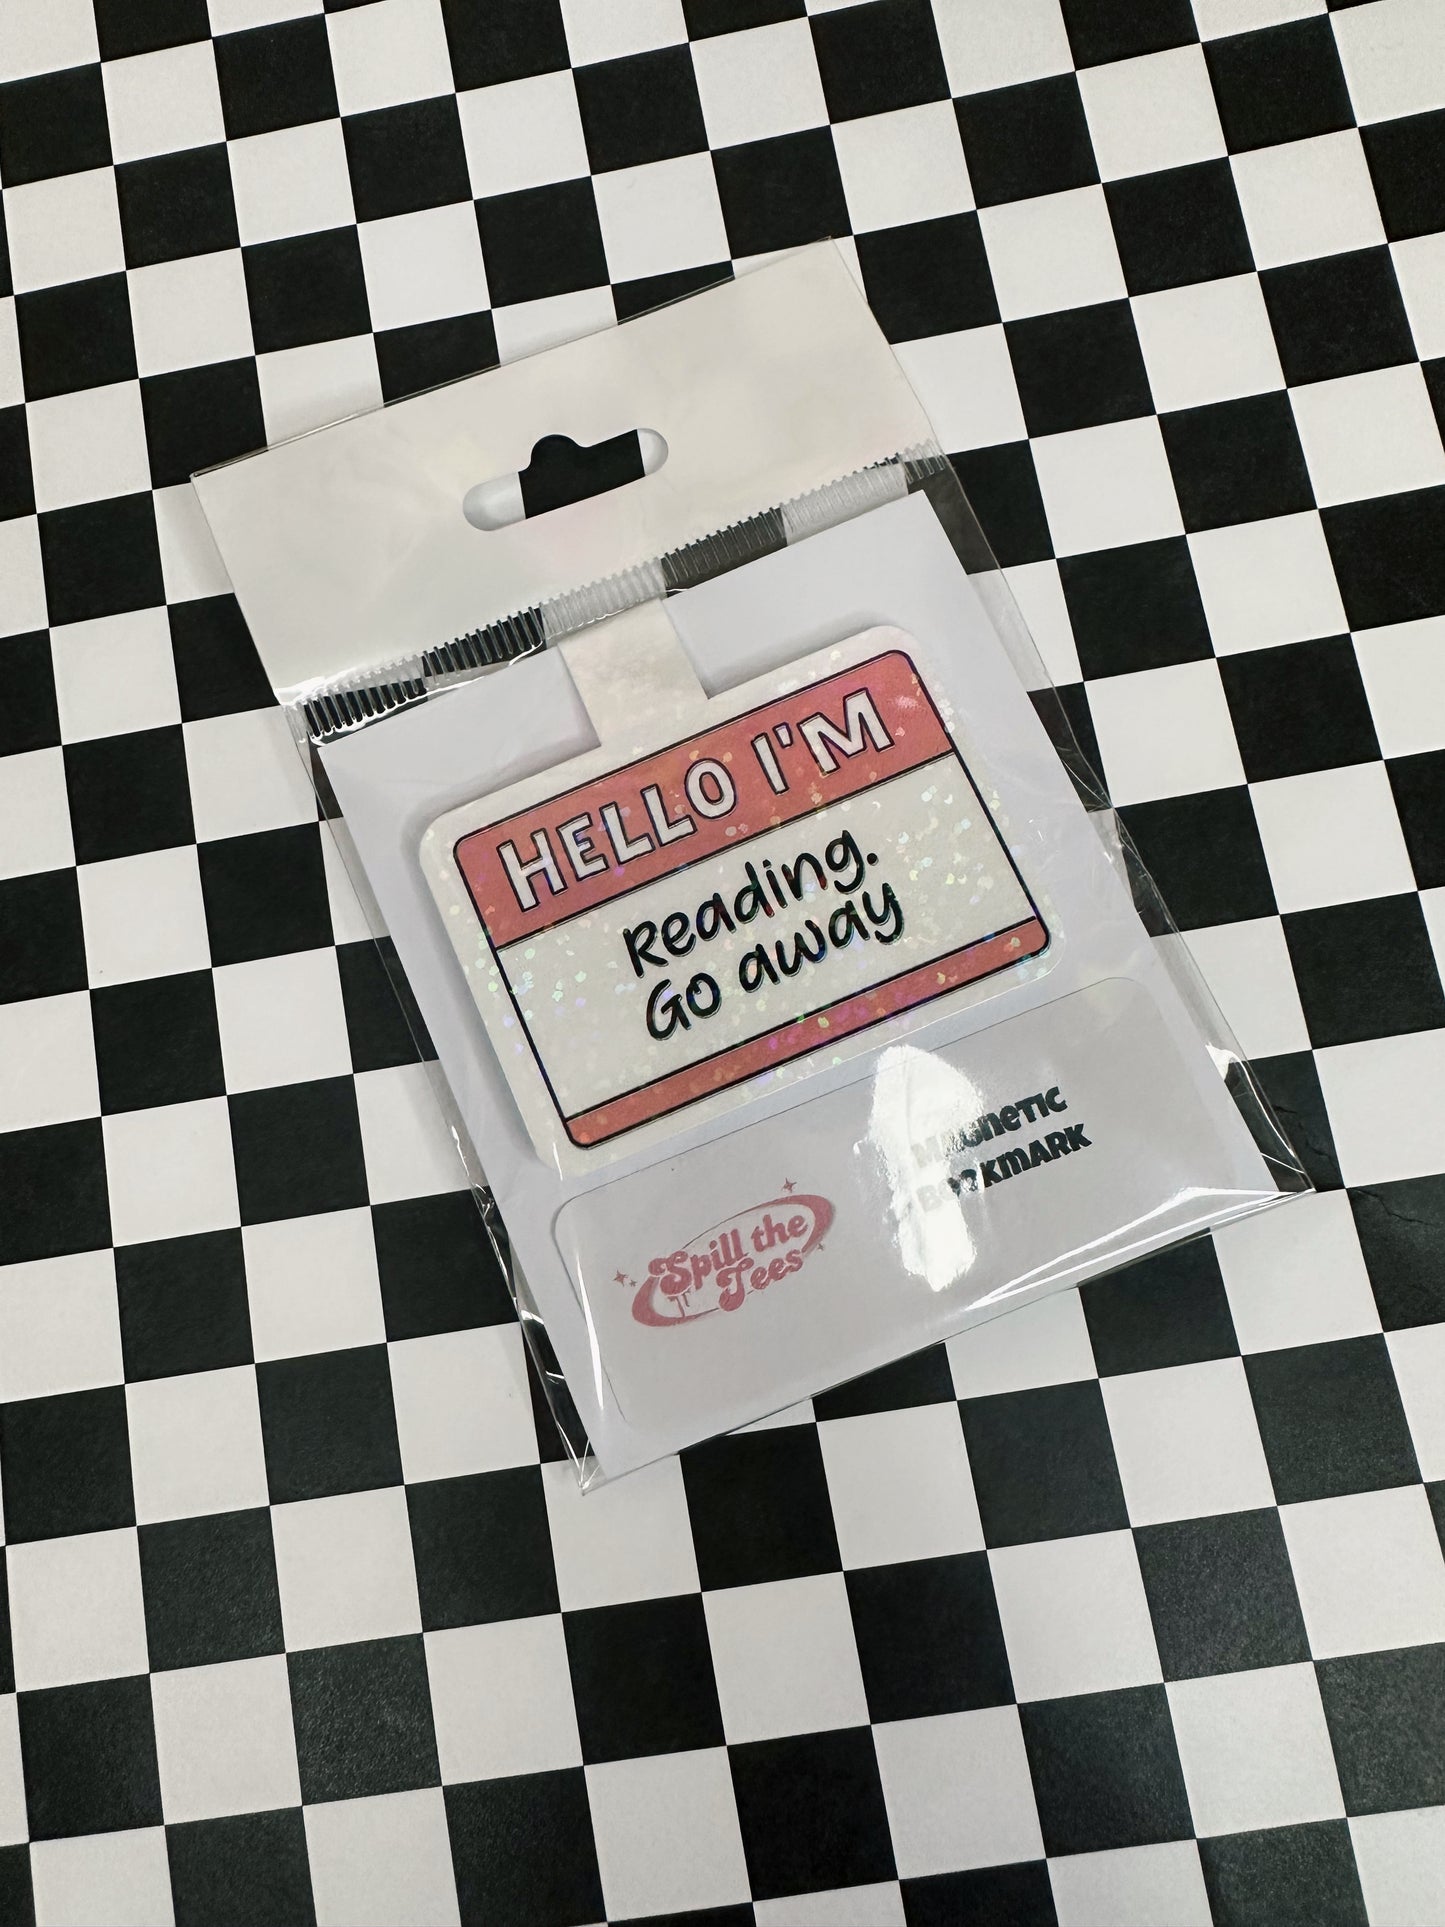 HELLO I'M
Reading.
Go away
Spill the
Tees
MAGNETIC
BOOKMARK